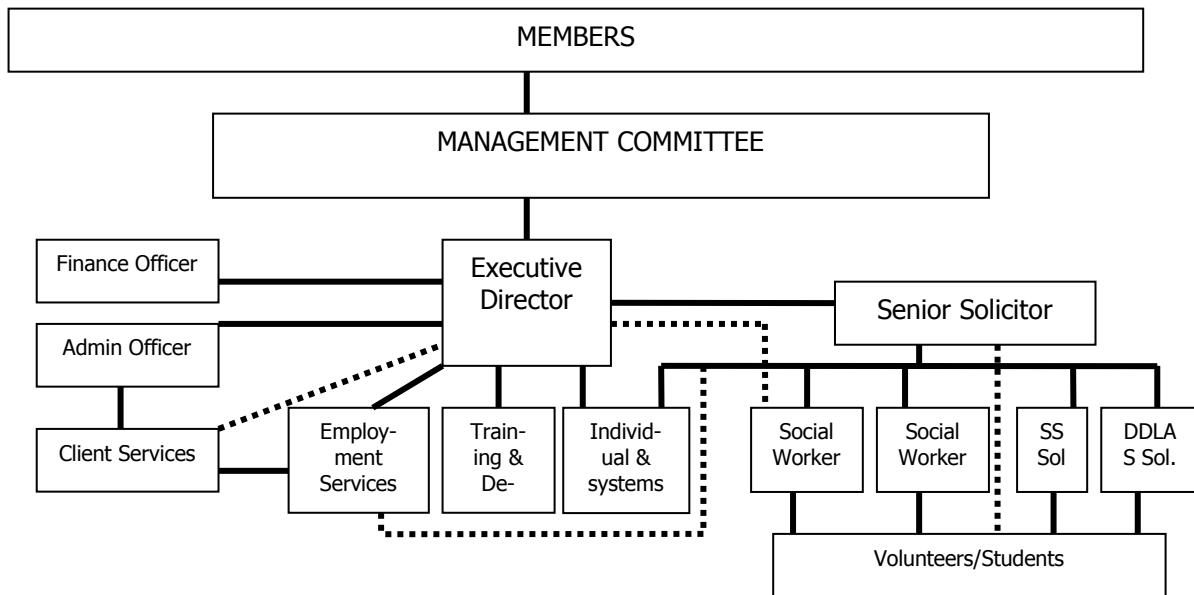 MEMBERS
MANAGEMENT COMMITTEE
Finance Officer
Executive
Director
Senior Solicitor
Admin Officer
Client Services
Employ-
ment
Services
Train-
ing &
De-
Individ-
ual &
systems
Social
Worker
Social
Worker
SS
Sol
DDLA
S Sol.
Volunteers/Students